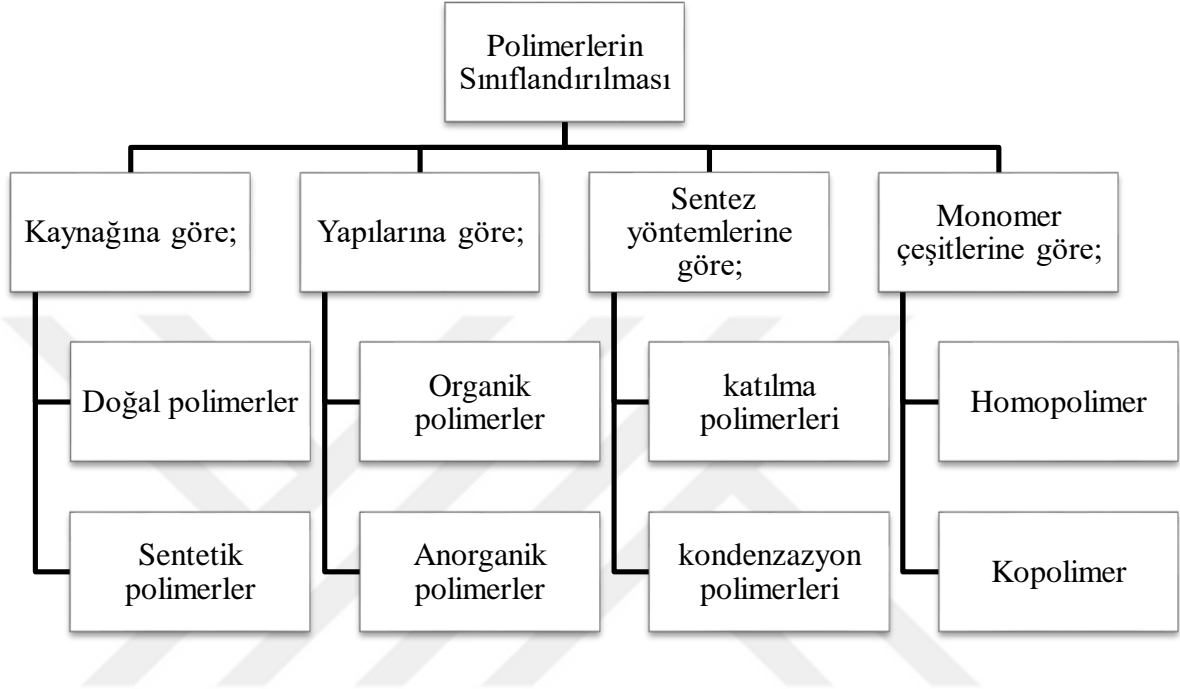 Polimerlerin
Sınıflandırılması
Kaynağına göre;
Yapılarına göre;
Sentez
yöntemlerine
göre;
Monomer
çeşitlerine göre;
Doğal polimerler
Organik
polimerler
katılma
polimerleri
Homopolimer
Sentetik
polimerler
Anorganik
polimerler
kondenzazyon
polimerleri
Kopolimer